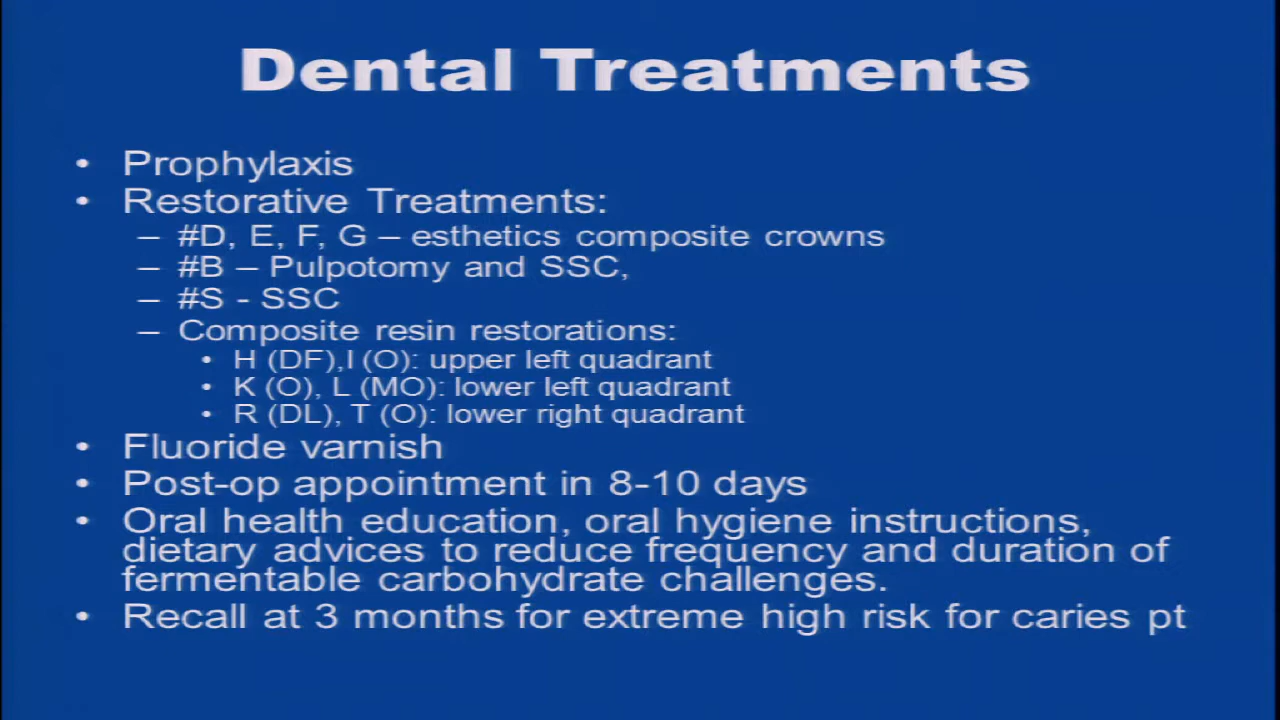 Dental Treatments
• Prophylaxis
• Restorative Treatments:
– #D, E, F, G – esthetics composite crowns
– #B – Pulpotomy and SSC,
– #S - SSC
– Composite resin restorations:
• H (DF),I (O): upper left quadrant
• K (O), L (MO): lower left quadrant
• R (DL), T (O): lower right quadrant
• Fluoride varnish
• Post-op appointment in 8-10 days
• Oral health education, oral hygiene instructions,
dietary advices to reduce frequency and duration of
fermentable carbohydrate challenges.
• Recall at 3 months for extreme high risk for caries pt